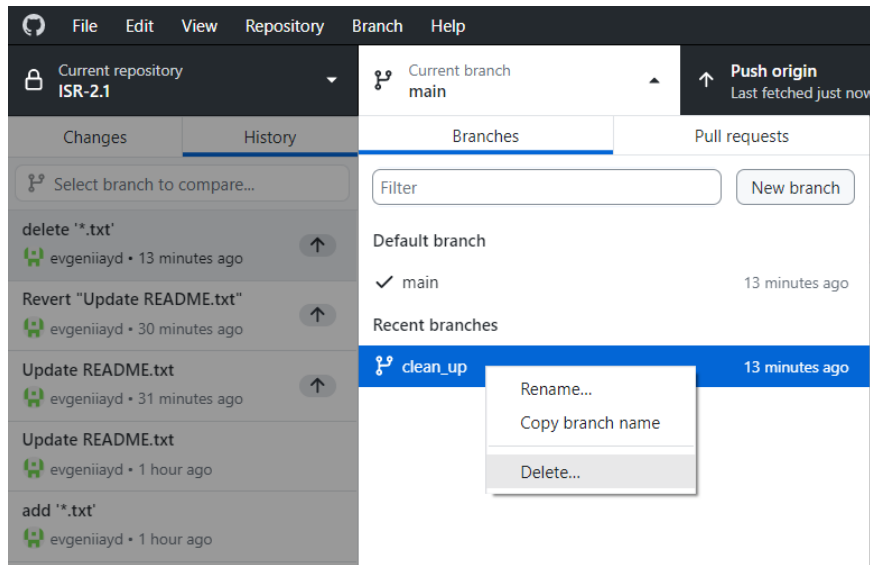 File Edit View Repository Branch Help
Current repository
ISR-2.1
Current branch
main
Push origin
Last fetched just now
Changes History
Select branch to compare...
delete '*.txt'
evgeniiayd • 13 minutes ago
Revert "Update README.txt"
evgeniiayd • 30 minutes ago
Update README.txt
evgeniiayd • 31 minutes ago
Update README.txt
evgeniiayd • 1 hour ago
add '*.txt'
evgeniiayd • 1 hour ago
Branches Pull requests
Filter New branch
Default branch
main 13 minutes ago
Recent branches
clean_up 13 minutes ago
Rename...
Copy branch name
Delete...